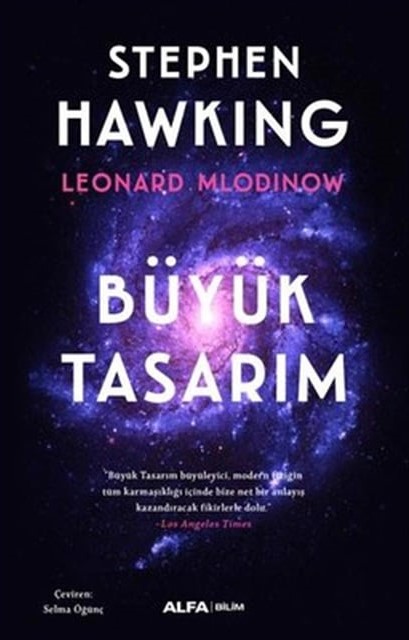 STEPHEN
HAWKING
LEONARD MLODINOW
BÜYÜK
TASARIM
"Büyük Tasarım büyüleyici, modern fiziğin
tüm karmaşıklığı içinde bize net bir anlayış
kazandıracak fikirlerle dolu."
-Los Angeles Times
Çeviren:
Selma Öğünç
ALFA | BİLİM